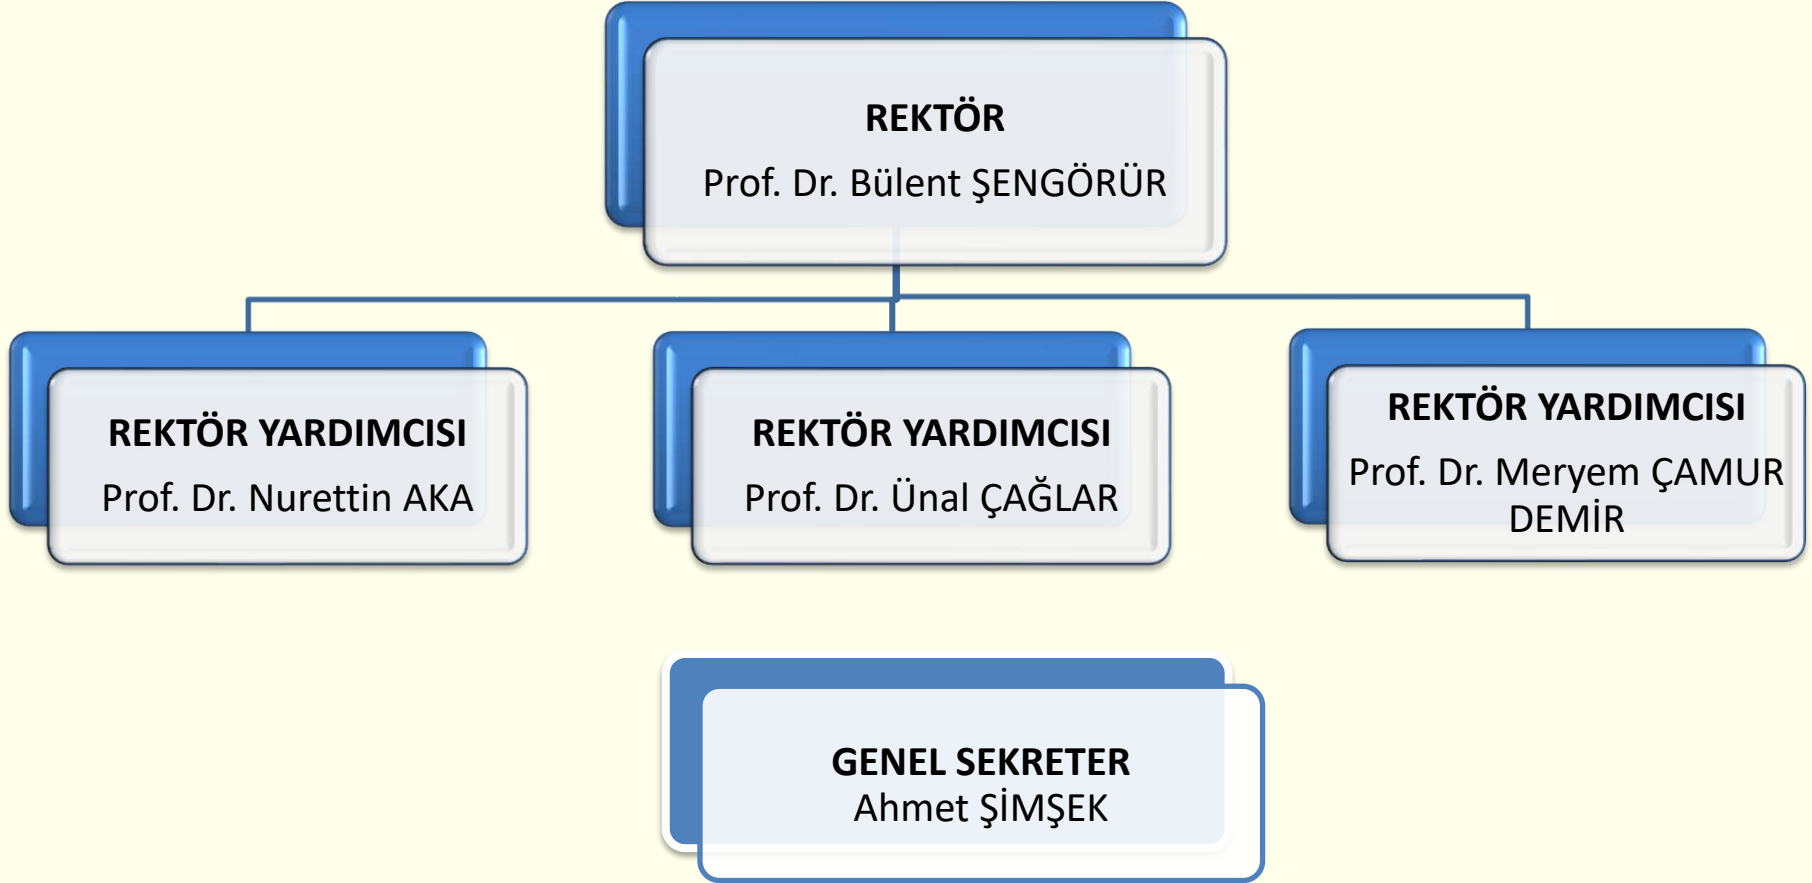 REKTÖR
Prof. Dr. Bülent ŞENGÖRÜR
REKTÖR YARDIMCISI
Prof. Dr. Nurettin AKA
REKTÖR YARDIMCISI
Prof. Dr. Ünal ÇAĞLAR
REKTÖR YARDIMCISI
Prof. Dr. Meryem ÇAMUR
DEMİR
GENEL SEKRETER
Ahmet ŞİMŞEK